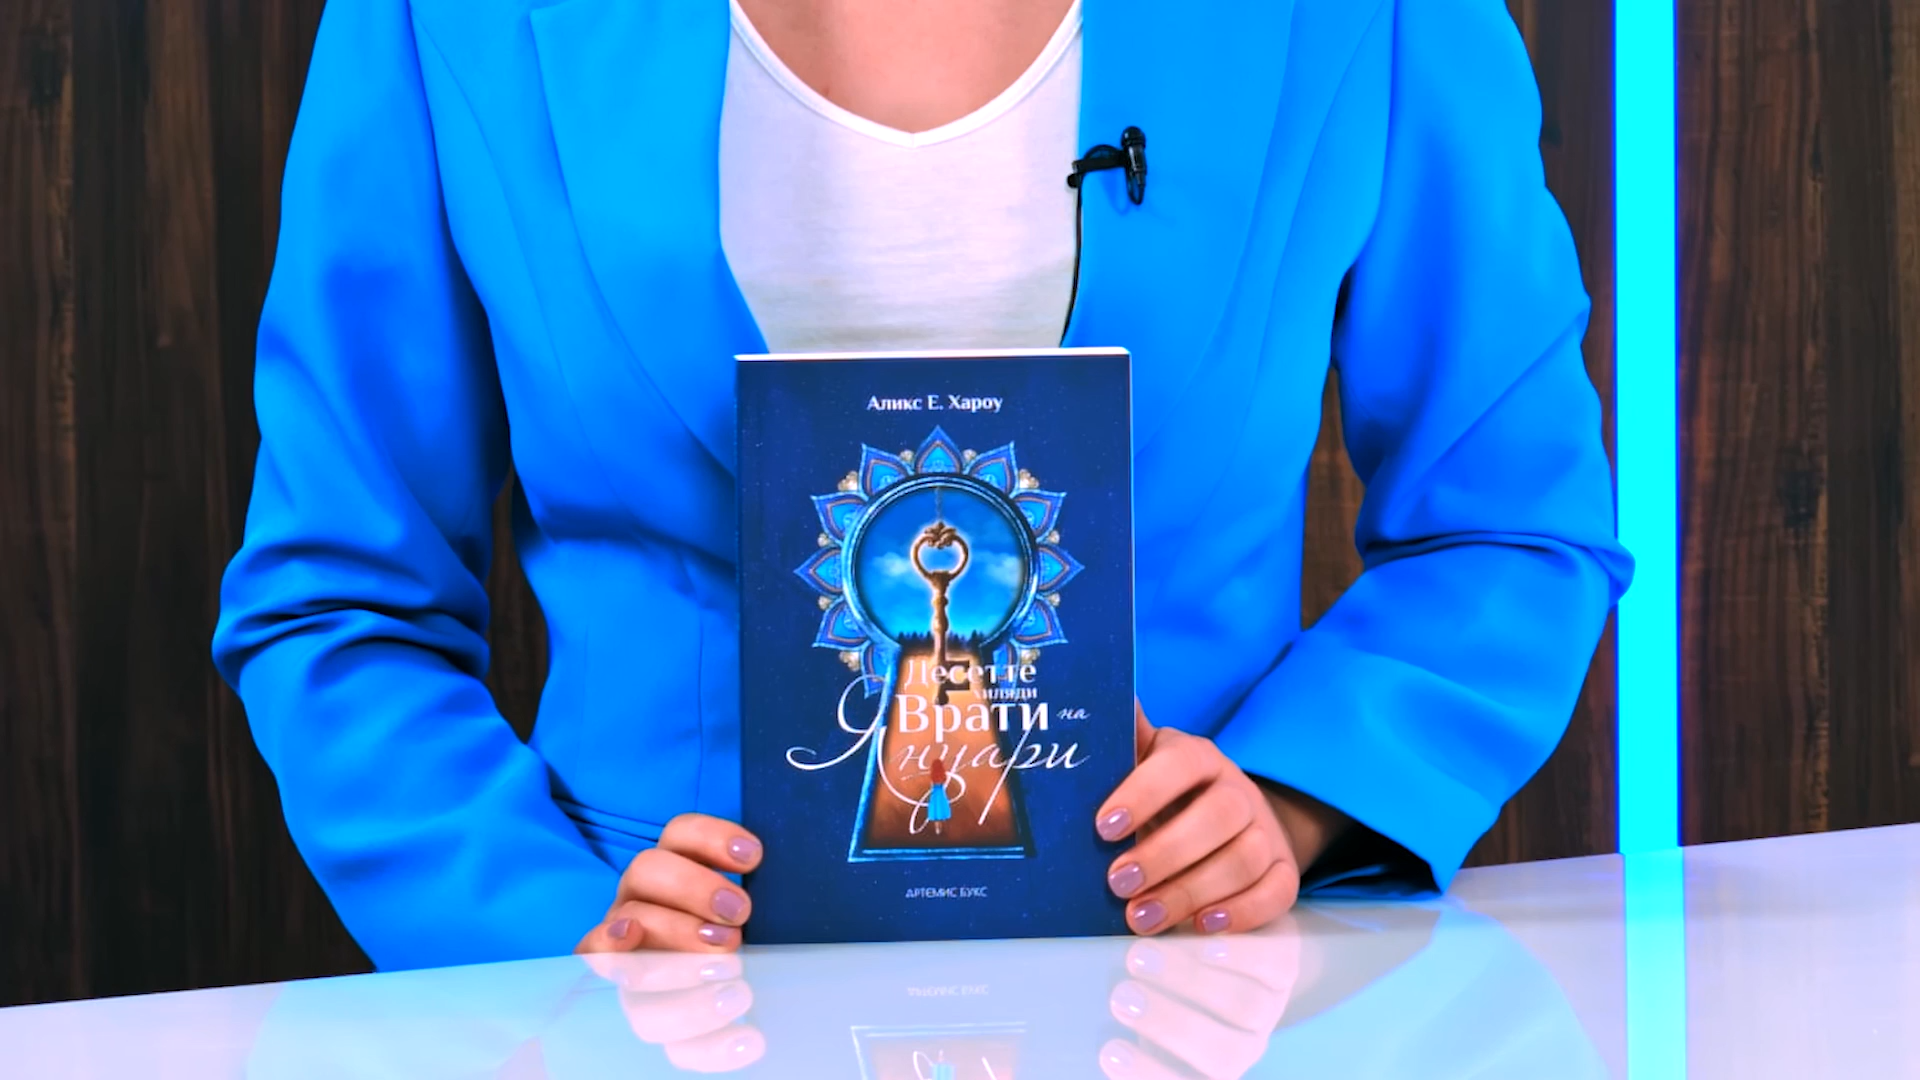 Аликс Е. Хароу
Десетте
хиляди
Врати на
Януари
АРТЕМИС БУКС